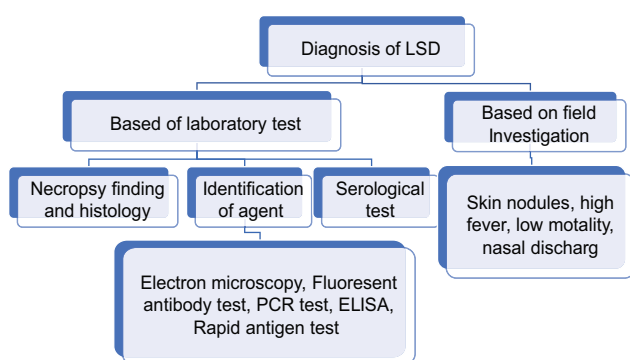 Diagnosis of LSD
Based of laboratory test
Based on field
Investigation
Necropsy finding
and histology
Identification
of agent
Serological
test
Skin nodules, high
fever, low motality,
nasal discharg
Electron microscopy, Fluoresent
antibody test, PCR test, ELISA,
Rapid antigen test